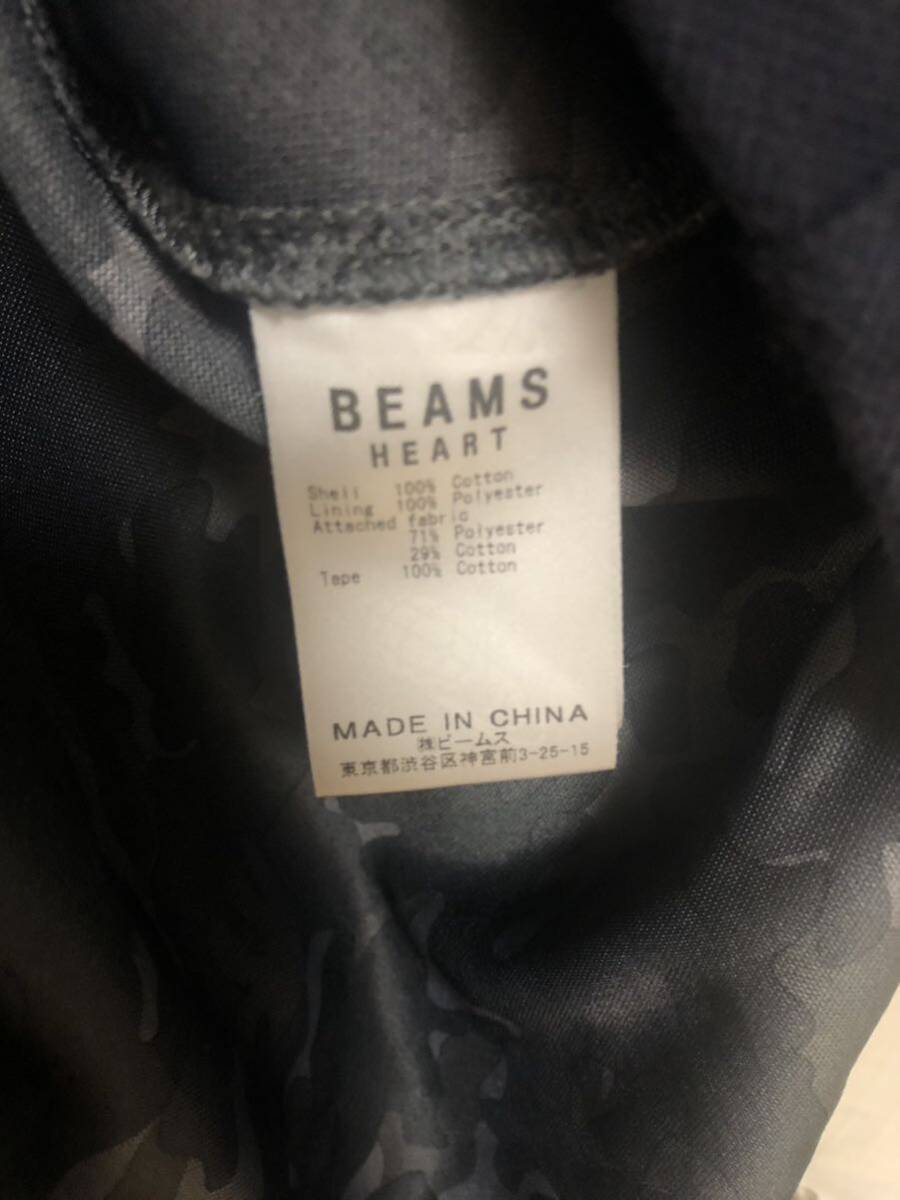 BEAMS
HEART
Shell 100% Cotton
Lining 100% Polyester
Attached fabric
71% Polyester
29% Cotton
Tape 100% Cotton
MADE IN CHINA
㈱ビームス
東京都渋谷区神宮前3-25-15